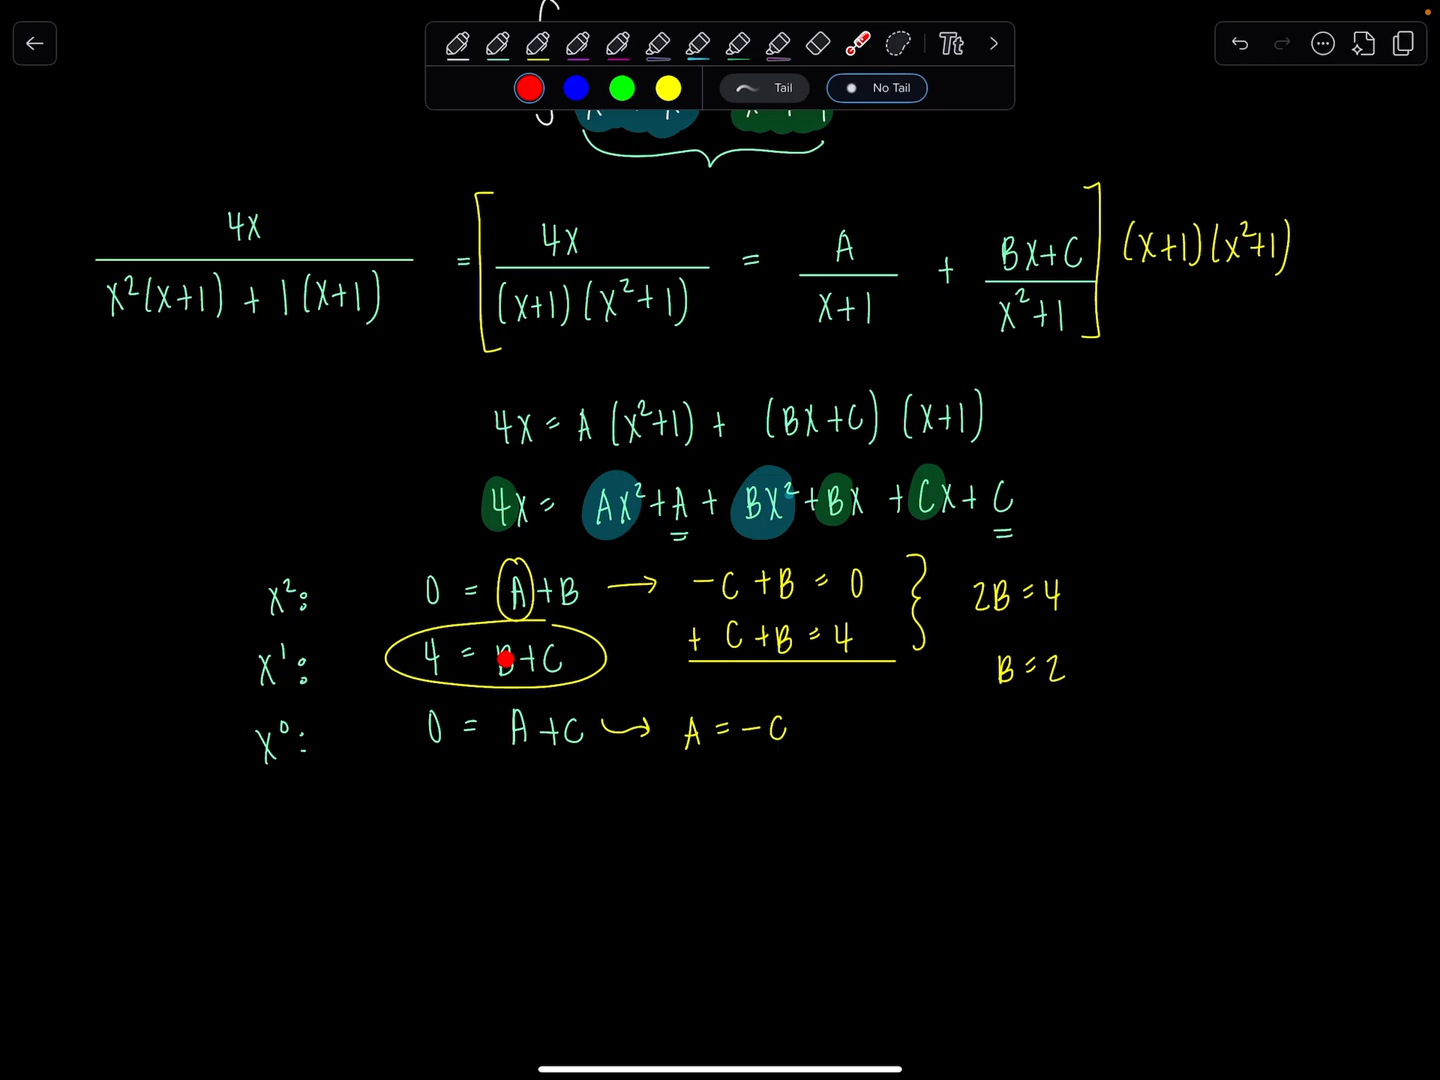 Tt
Tail
No Tail
4x / (x²(x+1) + 1(x+1)) = [ 4x / ((x+1)(x²+1)) = A / (x+1) + (Bx+C) / (x²+1) ] (x+1)(x²+1)
4x = A(x²+1) + (Bx+C)(x+1)
4x = Ax²+A + Bx²+Bx +Cx+C
x²: 0 = A+B → -C+B=0 } 2B=4
x¹: 4 = B+C + C+B=4 B=2
x⁰: 0 = A+C → A=-C